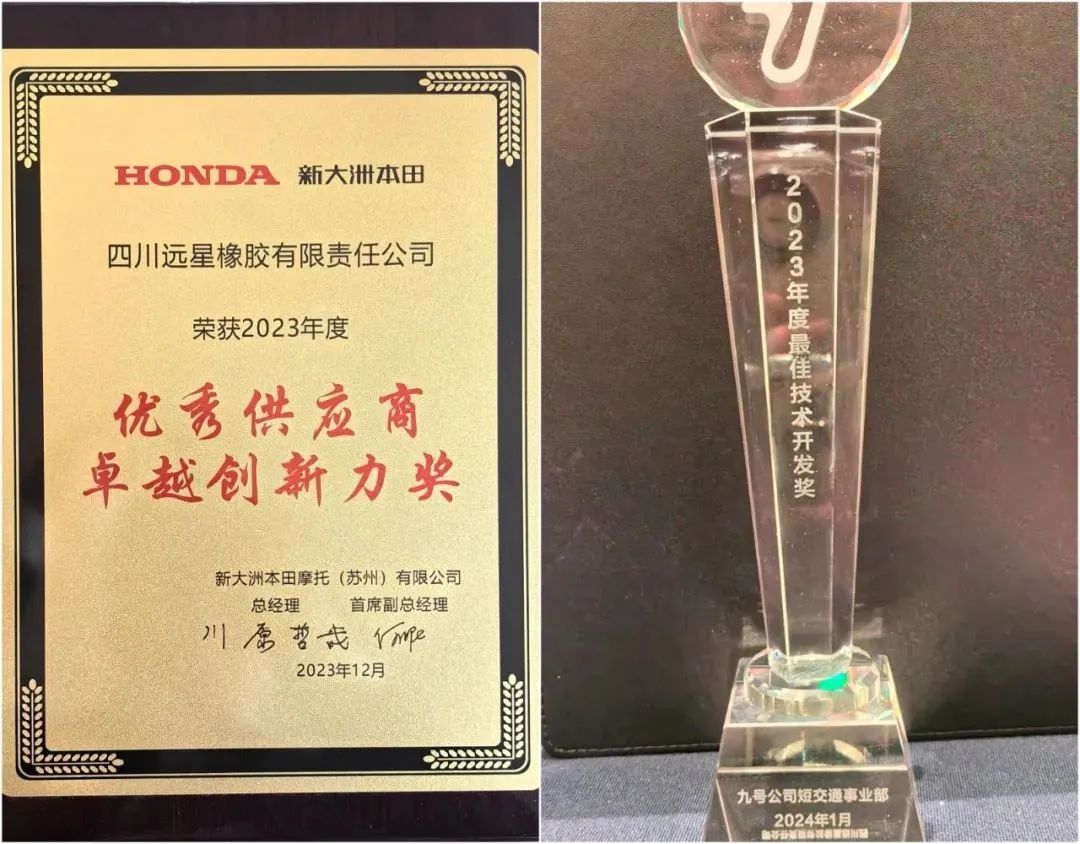 HONDA 新大洲本田
四川远星橡胶有限责任公司
荣获2023年度
优秀供应商
卓越创新力奖
新大洲本田摩托（苏州）有限公司
总经理 首席副总经理
川原哲哉
2023年12月
2023年度最佳技术开发奖
九号公司短交通事业部
2024年1月